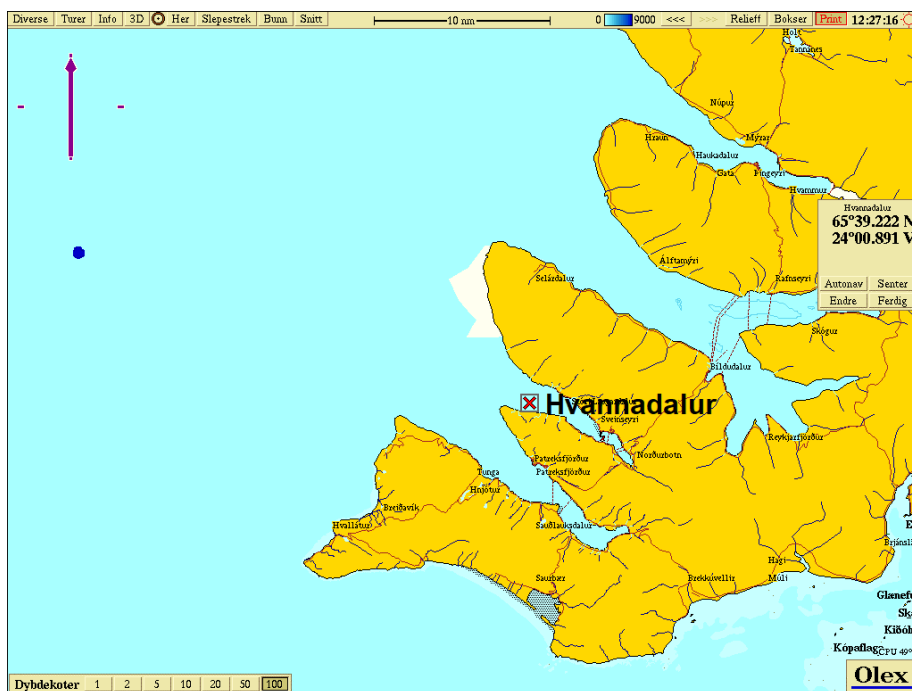 Diverse Turer Info 3D Her Slepestrek Bunn Snitt 10 nm 0 9000 <<< >>> Relieff Bokser Print 12:27:16
Holt
Tannanes
Núpur
Hraun
Mýrar
Haukadalur
Gata
Þingeyri
Hvammur
Hvannadalur
65°39.222 N
24°00.891 V
Autonav Senter
Endre Ferdig
Álftamýri
Rafnseyri
Selárdalur
Skógur
Bíldudalur
Hvannadalur
Sveinseyri
Reykjarfjörður
Norðurbotn
Patreksfjörður
Patreksfjörður
Tunga
Hnjótur
Breiðavík
Hvallátur
Sauðlauksdalur
Saurbær
Hagi
Brekkuvellir
Múli
Kópaflag
CPU 49°
Dybdekoter 1 2 5 10 20 50 100
Olex